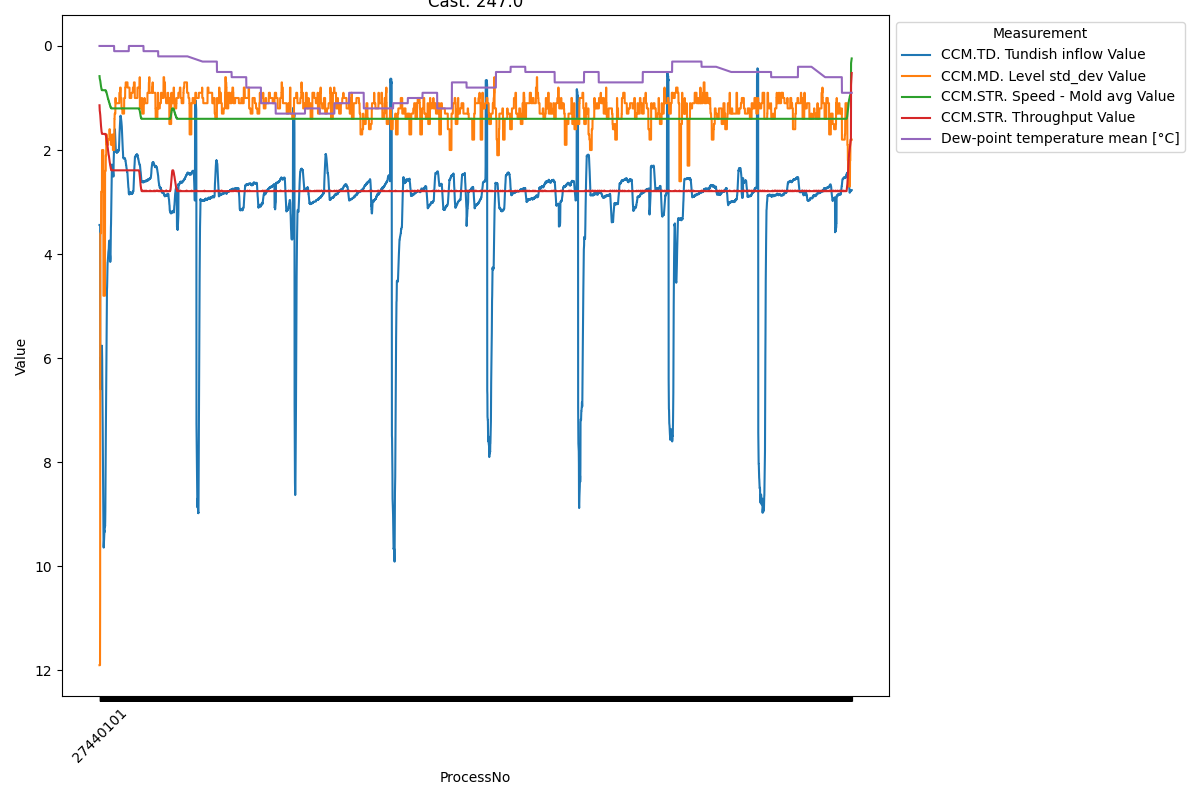 Cast: 247.0
Measurement
CCM.TD. Tundish inflow Value
CCM.MD. Level std_dev Value
CCM.STR. Speed - Mold avg Value
CCM.STR. Throughput Value
Dew-point temperature mean [°C]
0
2
4
6
8
10
12
Value
27440101
ProcessNo